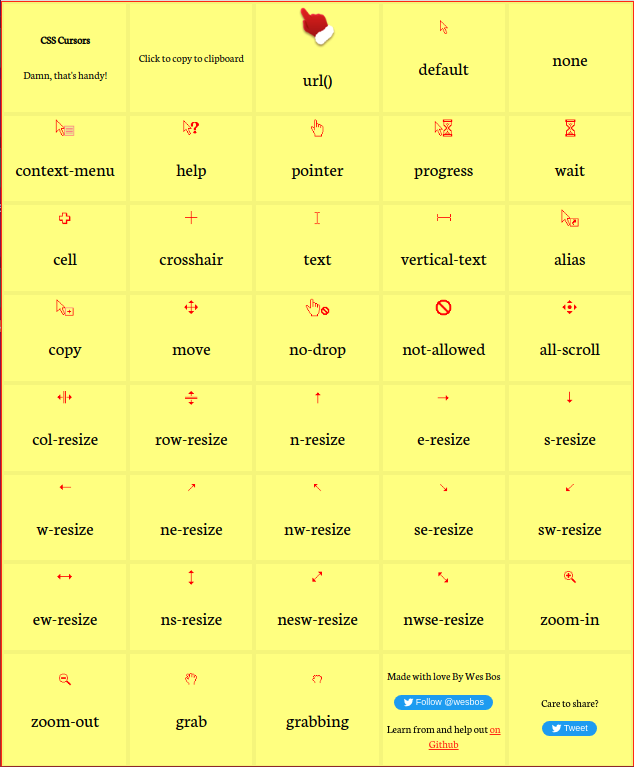 CSS Cursors
Damn, that's handy!
Click to copy to clipboard
url()
default
none
context-menu
help
pointer
progress
wait
cell
crosshair
text
vertical-text
alias
copy
move
no-drop
not-allowed
all-scroll
col-resize
row-resize
n-resize
e-resize
s-resize
w-resize
ne-resize
nw-resize
se-resize
sw-resize
ew-resize
ns-resize
nesw-resize
nwse-resize
zoom-in
zoom-out
grab
grabbing
Made with love By Wes Bos
Follow @wesbos
Learn from and help out on
Github
Care to share?
Tweet